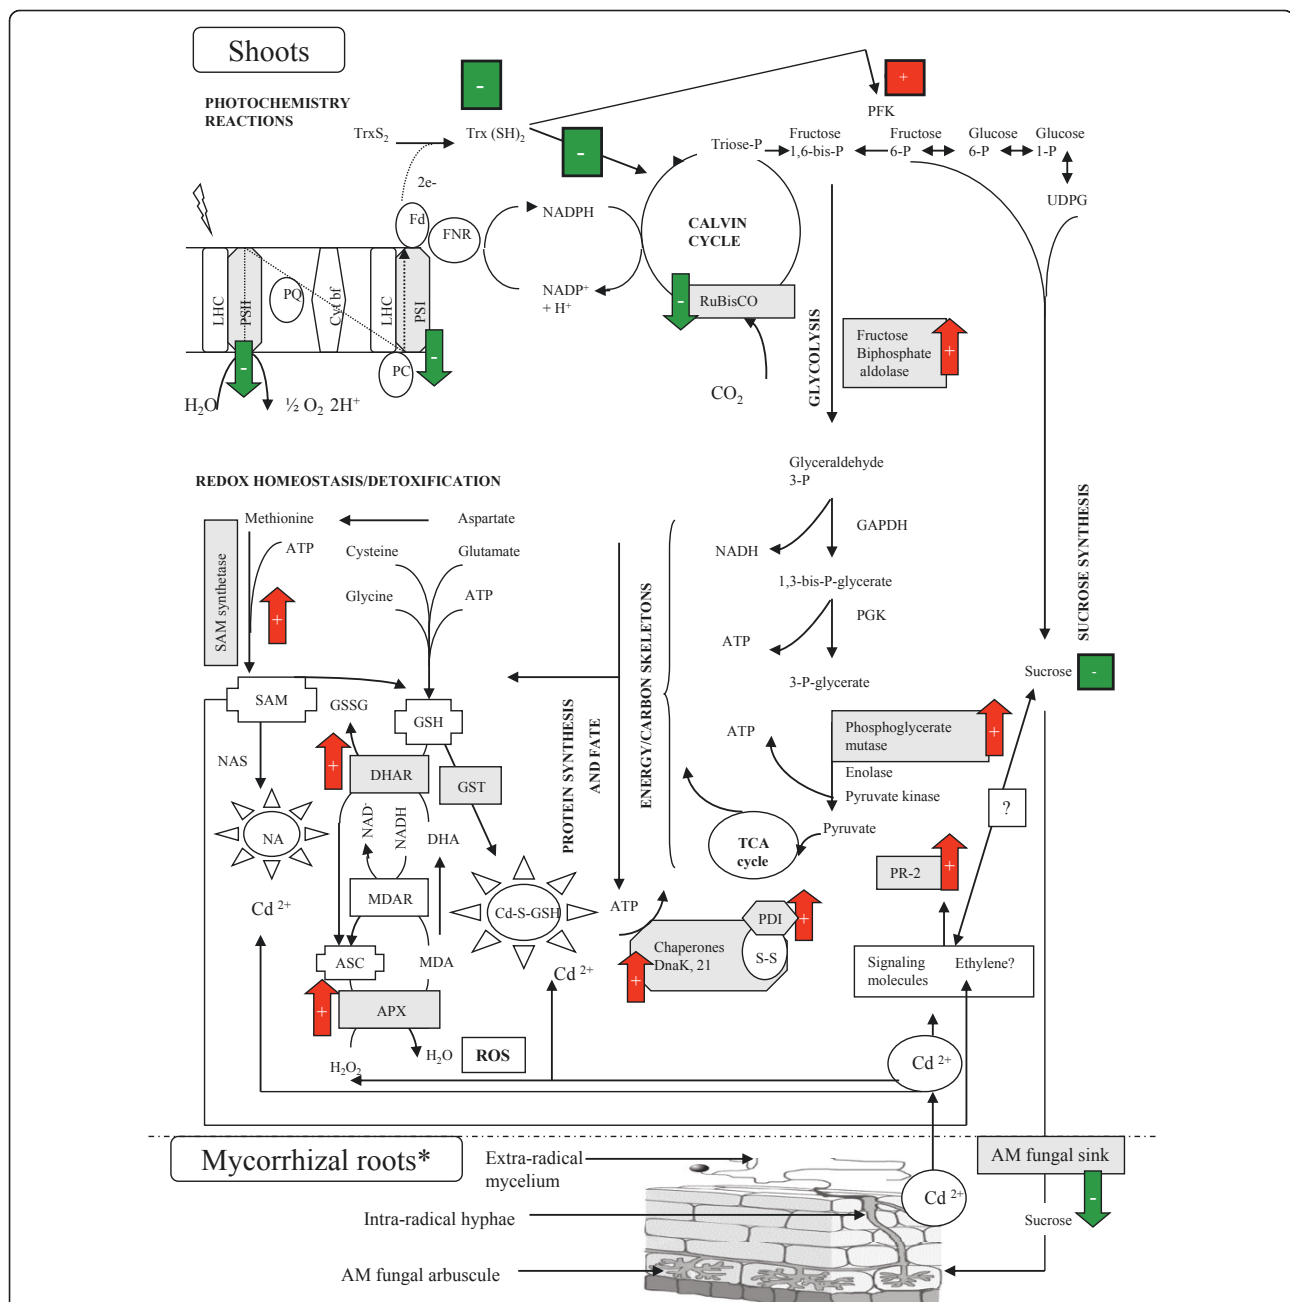 Shoots
PHOTOCHEMISTRY
REACTIONS
-
+
PFK
TrxS2
Trx (SH)2
-
2e-
Triose-P
Fructose
1,6-bis-P
Fructose
6-P
Glucose
6-P
Glucose
1-P
UDPG
Fd
FNR
NADPH
NADP+
+ H+
CALVIN
CYCLE
LHC
PSII
PQ
Cyt bf
LHC
PSI
PC
-
-
-
RuBisCO
H2O
½ O2 2H+
CO2
GLYCOLYSIS
Fructose
Biphosphate
aldolase
+
Glyceraldehyde
3-P
GAPDH
NADH
1,3-bis-P-glycerate
PGK
ATP
3-P-glycerate
ATP
Phosphoglycerate
mutase
+
Enolase
Pyruvate kinase
Pyruvate
TCA
cycle
SUCROSE SYNTHESIS
Sucrose
-
?
REDOX HOMEOSTASIS/DETOXIFICATION
Methionine
Aspartate
SAM synthetase
ATP
+
Cysteine
Glutamate
Glycine
ATP
SAM
GSSG
GSH
NAS
+
DHAR
GST
NA
NAD-
NADH
DHA
MDAR
Cd 2+
Cd-S-GSH
ASC
MDA
Cd 2+
+
APX
H2O2
H2O
ROS
PROTEIN SYNTHESIS
AND FATE
ENERGY/CARBON SKELETONS
ATP
PDI
+
Chaperones
DnaK, 21
S-S
+
PR-2
+
Signaling
molecules
Ethylene?
Cd 2+
Mycorrhizal roots*
Extra-radical
mycelium
Intra-radical hyphae
AM fungal arbuscule
Cd 2+
AM fungal sink
-
Sucrose